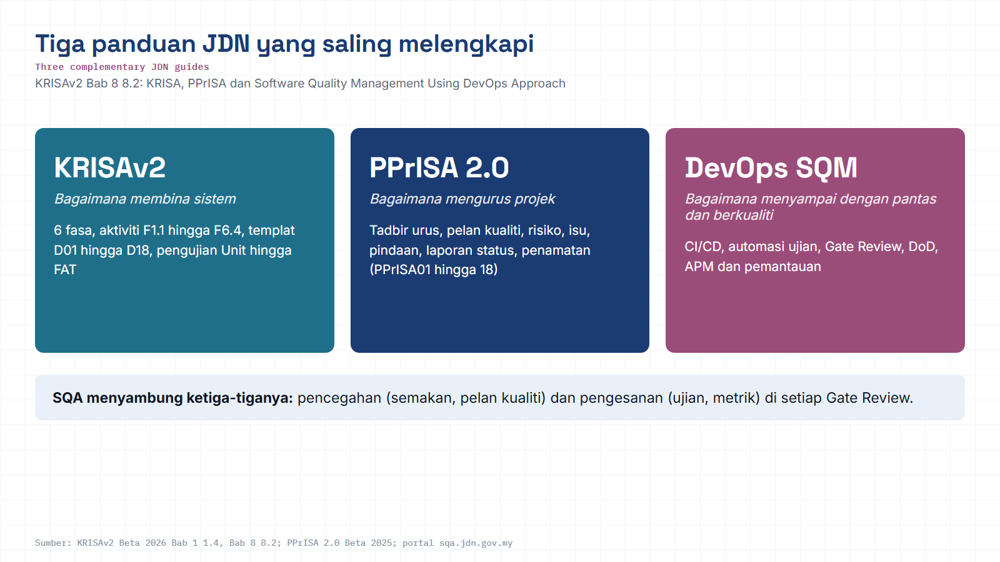 Tiga panduan JDN yang saling melengkapi
Three complementary JDN guides
KRISAv2 Bab 8 8.2: KRISA, PPrISA dan Software Quality Management Using DevOps Approach
KRISAv2
Bagaimana membina sistem
6 fasa, aktiviti F1.1 hingga F6.4, templat
D01 hingga D18, pengujian Unit hingga
FAT
PPrISA 2.0
Bagaimana mengurus projek
Tadbir urus, pelan kualiti, risiko, isu,
pindaan, laporan status, penamatan
(PPrISA01 hingga 18)
DevOps SQM
Bagaimana menyampai dengan pantas
dan berkualiti
CI/CD, automasi ujian, Gate Review, DoD,
APM dan pemantauan
SQA menyambung ketiga-tiganya: pencegahan (semakan, pelan kualiti) dan pengesanan (ujian, metrik) di setiap Gate Review.
Sumber: KRISAv2 Beta 2026 Bab 1 1.4, Bab 8 8.2; PPrISA 2.0 Beta 2025; portal sqa.jdn.gov.my